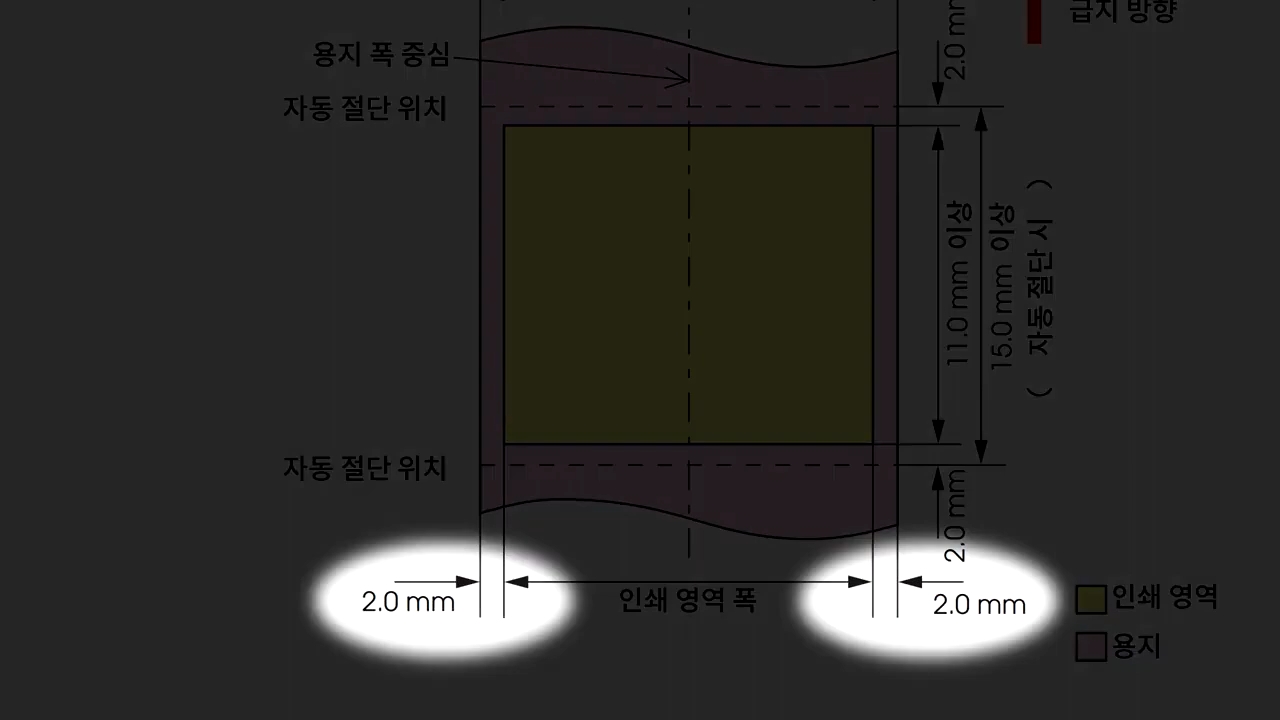 급지 방향
2.0 mm
용지 폭 중심
자동 절단 위치
11.0 mm 이상
15.0 mm 이상
( 자동 절단 시 )
자동 절단 위치
2.0 mm
2.0 mm
인쇄 영역 폭
2.0 mm
인쇄 영역
용지